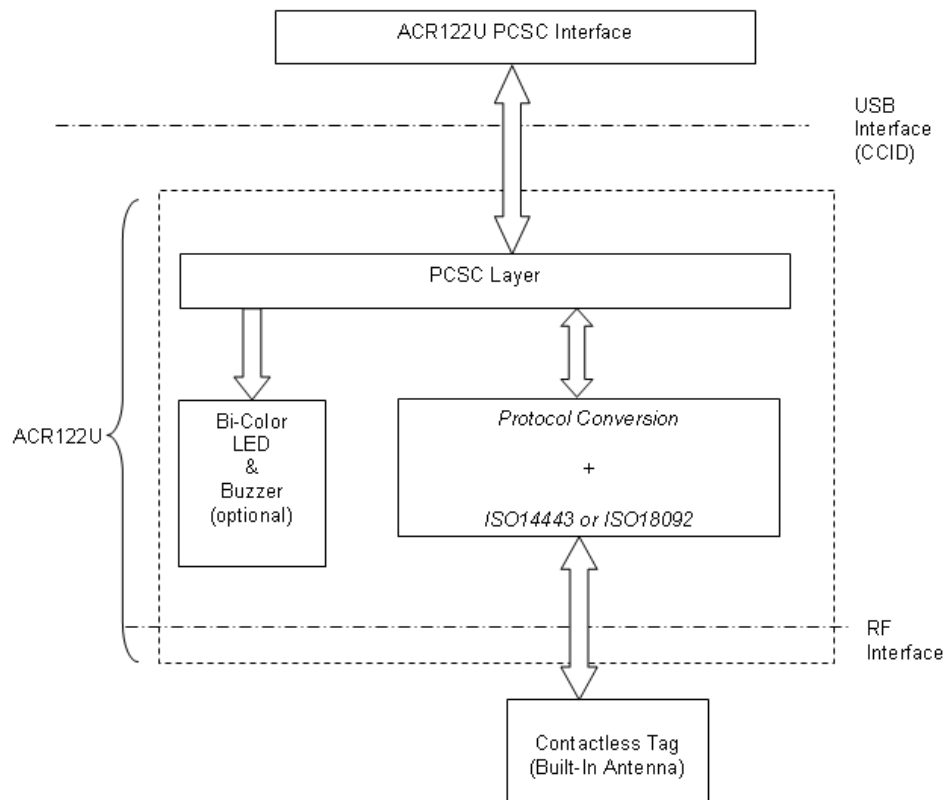 ACR122U PCSC Interface
USB
Interface
(CCID)
PCSC Layer
ACR122U
Bi-Color
LED
&
Buzzer
(optional)
Protocol Conversion
+
ISO14443 or ISO18092
RF
Interface
Contactless Tag
(Built-In Antenna)